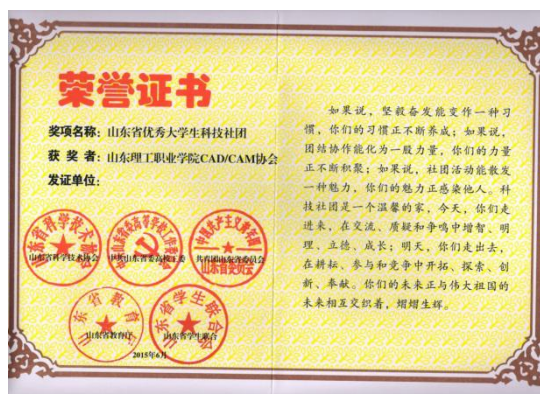 荣誉证书
奖项名称：山东省优秀大学生科技社团
获奖者：山东理工职业学院CAD/CAM协会
发证单位：
山东省科学技术协会
中共山东省委高校工委
共青团山东省委员会
山东省教育厅
山东省学生联合
2015年6月
如果说，坚毅奋发能变作一种习
惯，你们的习惯正不断养成；如果说，
团结协作能化为一股力量，你们的力量
正不断积聚；如果说，社团活动能散发
一种魅力，你们的魅力正感染他人。科
技社团是一个温馨的家，今天，你们走
进来，在交流、质疑和争鸣中增智、明
理、立德、成长；明天，你们走出去，
在耕耘、参与和竞争中开拓、探索、创
新、奉献。你们的未来正与伟大祖国的
未来相互交织着，熠熠生辉。